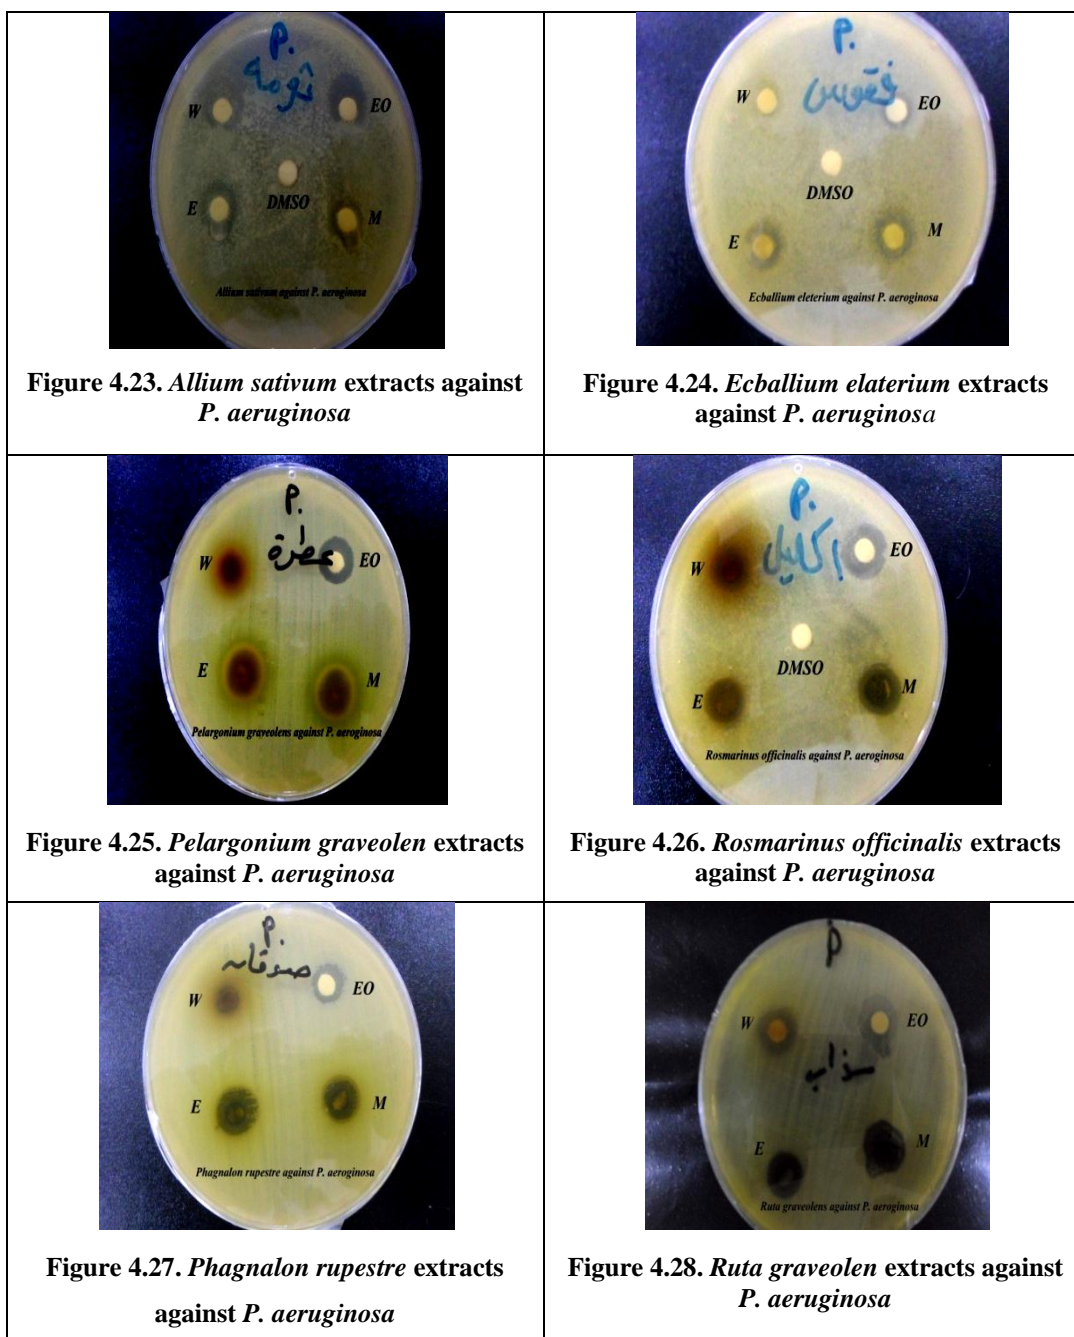 P.
ثومه
W
EO
DMSO
E
M
Allium sativum against P. aeroginosa
Figure 4.23. Allium sativum extracts against
P. aeruginosa
P.
فقوس
W
EO
DMSO
E
M
Ecballium eleterium against P. aeroginosa
Figure 4.24. Ecballium elaterium extracts
against P. aeruginosa
P.
عطرة
W
EO
E
M
Pelargonium graveolens against P. aeroginosa
Figure 4.25. Pelargonium graveolen extracts
against P. aeruginosa
P.
اكليل
W
EO
DMSO
E
M
Rosmarinus officinalis against P. aeroginosa
Figure 4.26. Rosmarinus officinalis extracts
against P. aeruginosa
P.
W
EO
E
M
Phagnalon rupestre against P. aeroginosa
Figure 4.27. Phagnalon rupestre extracts
against P. aeruginosa
P
W
EO
سذاب
E
M
Ruta graveolens against P. aeroginosa
Figure 4.28. Ruta graveolen extracts against
P. aeruginosa